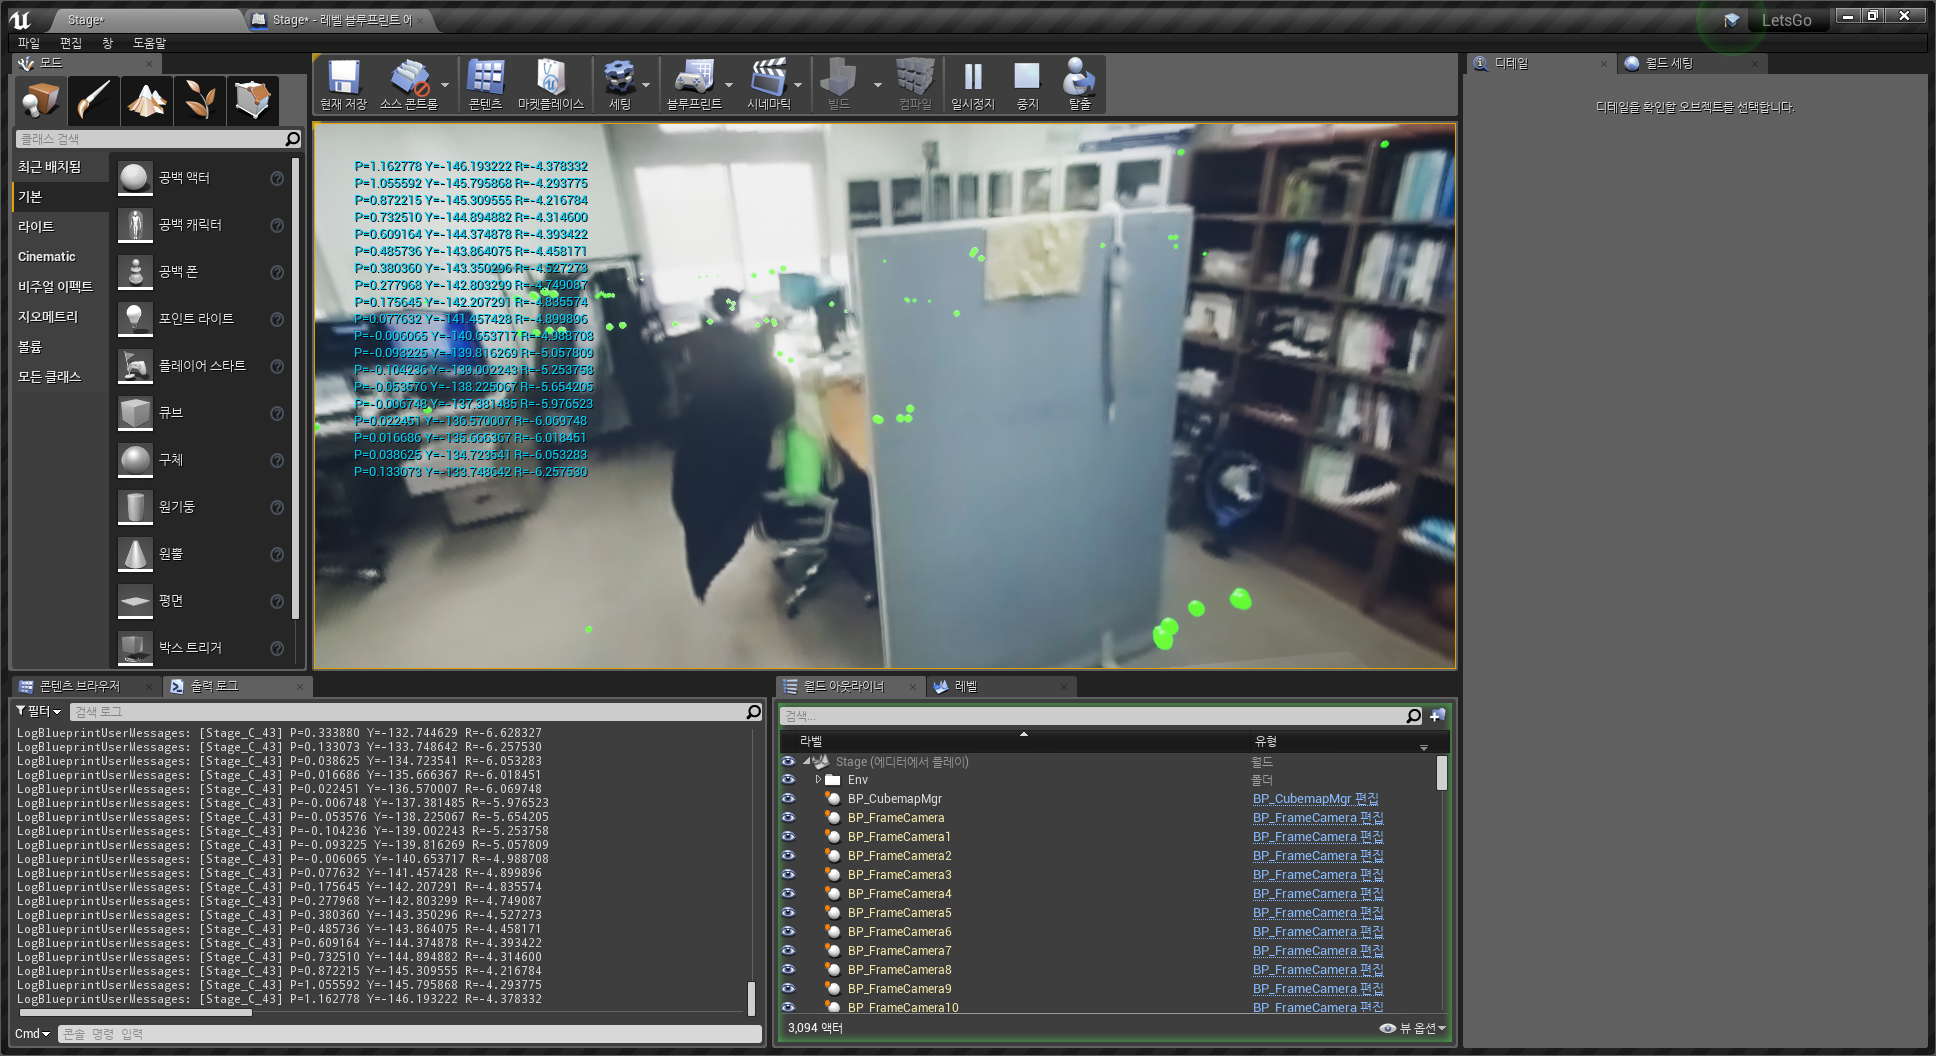 Stage*
Stage* - 레벨 블루프린트 에
LetsGo
파일 편집 창 도움말
모드
클래스 검색
최근 배치됨
기본
라이트
Cinematic
비주얼 이펙트
지오메트리
볼륨
모든 클래스
공백 액터
공백 캐릭터
공백 폰
포인트 라이트
플레이어 스타트
큐브
구체
원기둥
원뿔
평면
박스 트리거
현재 저장 소스 콘트롤 콘텐츠 마켓플레이스 세팅 블루프린트 시네마틱 빌드 컴파일 일시정지 중지 탈출
P=1.162778 Y=-146.193222 R=-4.378332
P=1.055592 Y=-145.795868 R=-4.293775
P=0.872215 Y=-145.309555 R=-4.216784
P=0.732510 Y=-144.894882 R=-4.314600
P=0.609164 Y=-144.374878 R=-4.393422
P=0.485736 Y=-143.864075 R=-4.458171
P=0.380360 Y=-143.350296 R=-4.527273
P=0.277968 Y=-142.803299 R=-4.749087
P=0.175645 Y=-142.207291 R=-4.835574
P=0.077632 Y=-141.457428 R=-4.899896
P=-0.006065 Y=-140.653717 R=-4.988708
P=-0.093225 Y=-139.816269 R=-5.057809
P=-0.104236 Y=-139.002243 R=-5.253758
P=-0.053576 Y=-138.225067 R=-5.654205
P=-0.006748 Y=-137.381485 R=-5.976523
P=0.022451 Y=-136.570007 R=-6.069748
P=0.016686 Y=-135.666367 R=-6.018451
P=0.038625 Y=-134.723541 R=-6.053283
P=0.133073 Y=-133.748642 R=-6.257530
디테일
월드 세팅
디테일을 확인할 오브젝트를 선택합니다.
콘텐츠 브라우저
출력 로그
필터
검색 로그
LogBlueprintUserMessages: [Stage_C_43] P=0.333880 Y=-132.744629 R=-6.628327
LogBlueprintUserMessages: [Stage_C_43] P=0.133073 Y=-133.748642 R=-6.257530
LogBlueprintUserMessages: [Stage_C_43] P=0.038625 Y=-134.723541 R=-6.053283
LogBlueprintUserMessages: [Stage_C_43] P=0.016686 Y=-135.666367 R=-6.018451
LogBlueprintUserMessages: [Stage_C_43] P=0.022451 Y=-136.570007 R=-6.069748
LogBlueprintUserMessages: [Stage_C_43] P=-0.006748 Y=-137.381485 R=-5.976523
LogBlueprintUserMessages: [Stage_C_43] P=-0.053576 Y=-138.225067 R=-5.654205
LogBlueprintUserMessages: [Stage_C_43] P=-0.104236 Y=-139.002243 R=-5.253758
LogBlueprintUserMessages: [Stage_C_43] P=-0.093225 Y=-139.816269 R=-5.057809
LogBlueprintUserMessages: [Stage_C_43] P=-0.006065 Y=-140.653717 R=-4.988708
LogBlueprintUserMessages: [Stage_C_43] P=0.077632 Y=-141.457428 R=-4.899896
LogBlueprintUserMessages: [Stage_C_43] P=0.175645 Y=-142.207291 R=-4.835574
LogBlueprintUserMessages: [Stage_C_43] P=0.277968 Y=-142.803299 R=-4.749087
LogBlueprintUserMessages: [Stage_C_43] P=0.380360 Y=-143.350296 R=-4.527273
LogBlueprintUserMessages: [Stage_C_43] P=0.485736 Y=-143.864075 R=-4.458171
LogBlueprintUserMessages: [Stage_C_43] P=0.609164 Y=-144.374878 R=-4.393422
LogBlueprintUserMessages: [Stage_C_43] P=0.732510 Y=-144.894882 R=-4.314600
LogBlueprintUserMessages: [Stage_C_43] P=0.872215 Y=-145.309555 R=-4.216784
LogBlueprintUserMessages: [Stage_C_43] P=1.055592 Y=-145.795868 R=-4.293775
LogBlueprintUserMessages: [Stage_C_43] P=1.162778 Y=-146.193222 R=-4.378332
Cmd
콘솔 명령 입력
월드 아웃라이너
레벨
검색...
라벨 유형
Stage (에디터에서 플레이) 월드
Env 폴더
BP_CubemapMgr BP_CubemapMgr 편집
BP_FrameCamera BP_FrameCamera 편집
BP_FrameCamera1 BP_FrameCamera 편집
BP_FrameCamera2 BP_FrameCamera 편집
BP_FrameCamera3 BP_FrameCamera 편집
BP_FrameCamera4 BP_FrameCamera 편집
BP_FrameCamera5 BP_FrameCamera 편집
BP_FrameCamera6 BP_FrameCamera 편집
BP_FrameCamera7 BP_FrameCamera 편집
BP_FrameCamera8 BP_FrameCamera 편집
BP_FrameCamera9 BP_FrameCamera 편집
BP_FrameCamera10 BP_FrameCamera 편집
3,094 액터
뷰 옵션